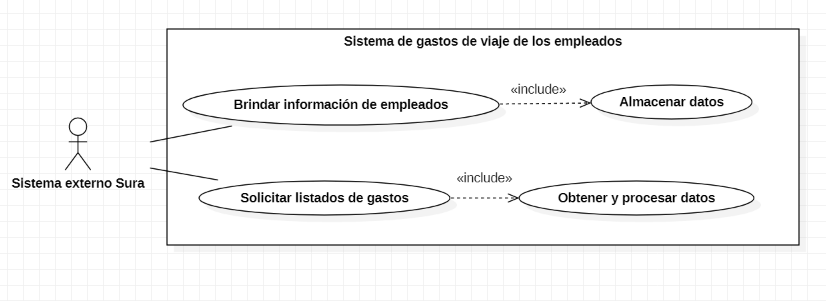 Sistema de gastos de viaje de los empleados
«include»
Brindar información de empleados
Almacenar datos
Sistema externo Sura
«include»
Solicitar listados de gastos
Obtener y procesar datos